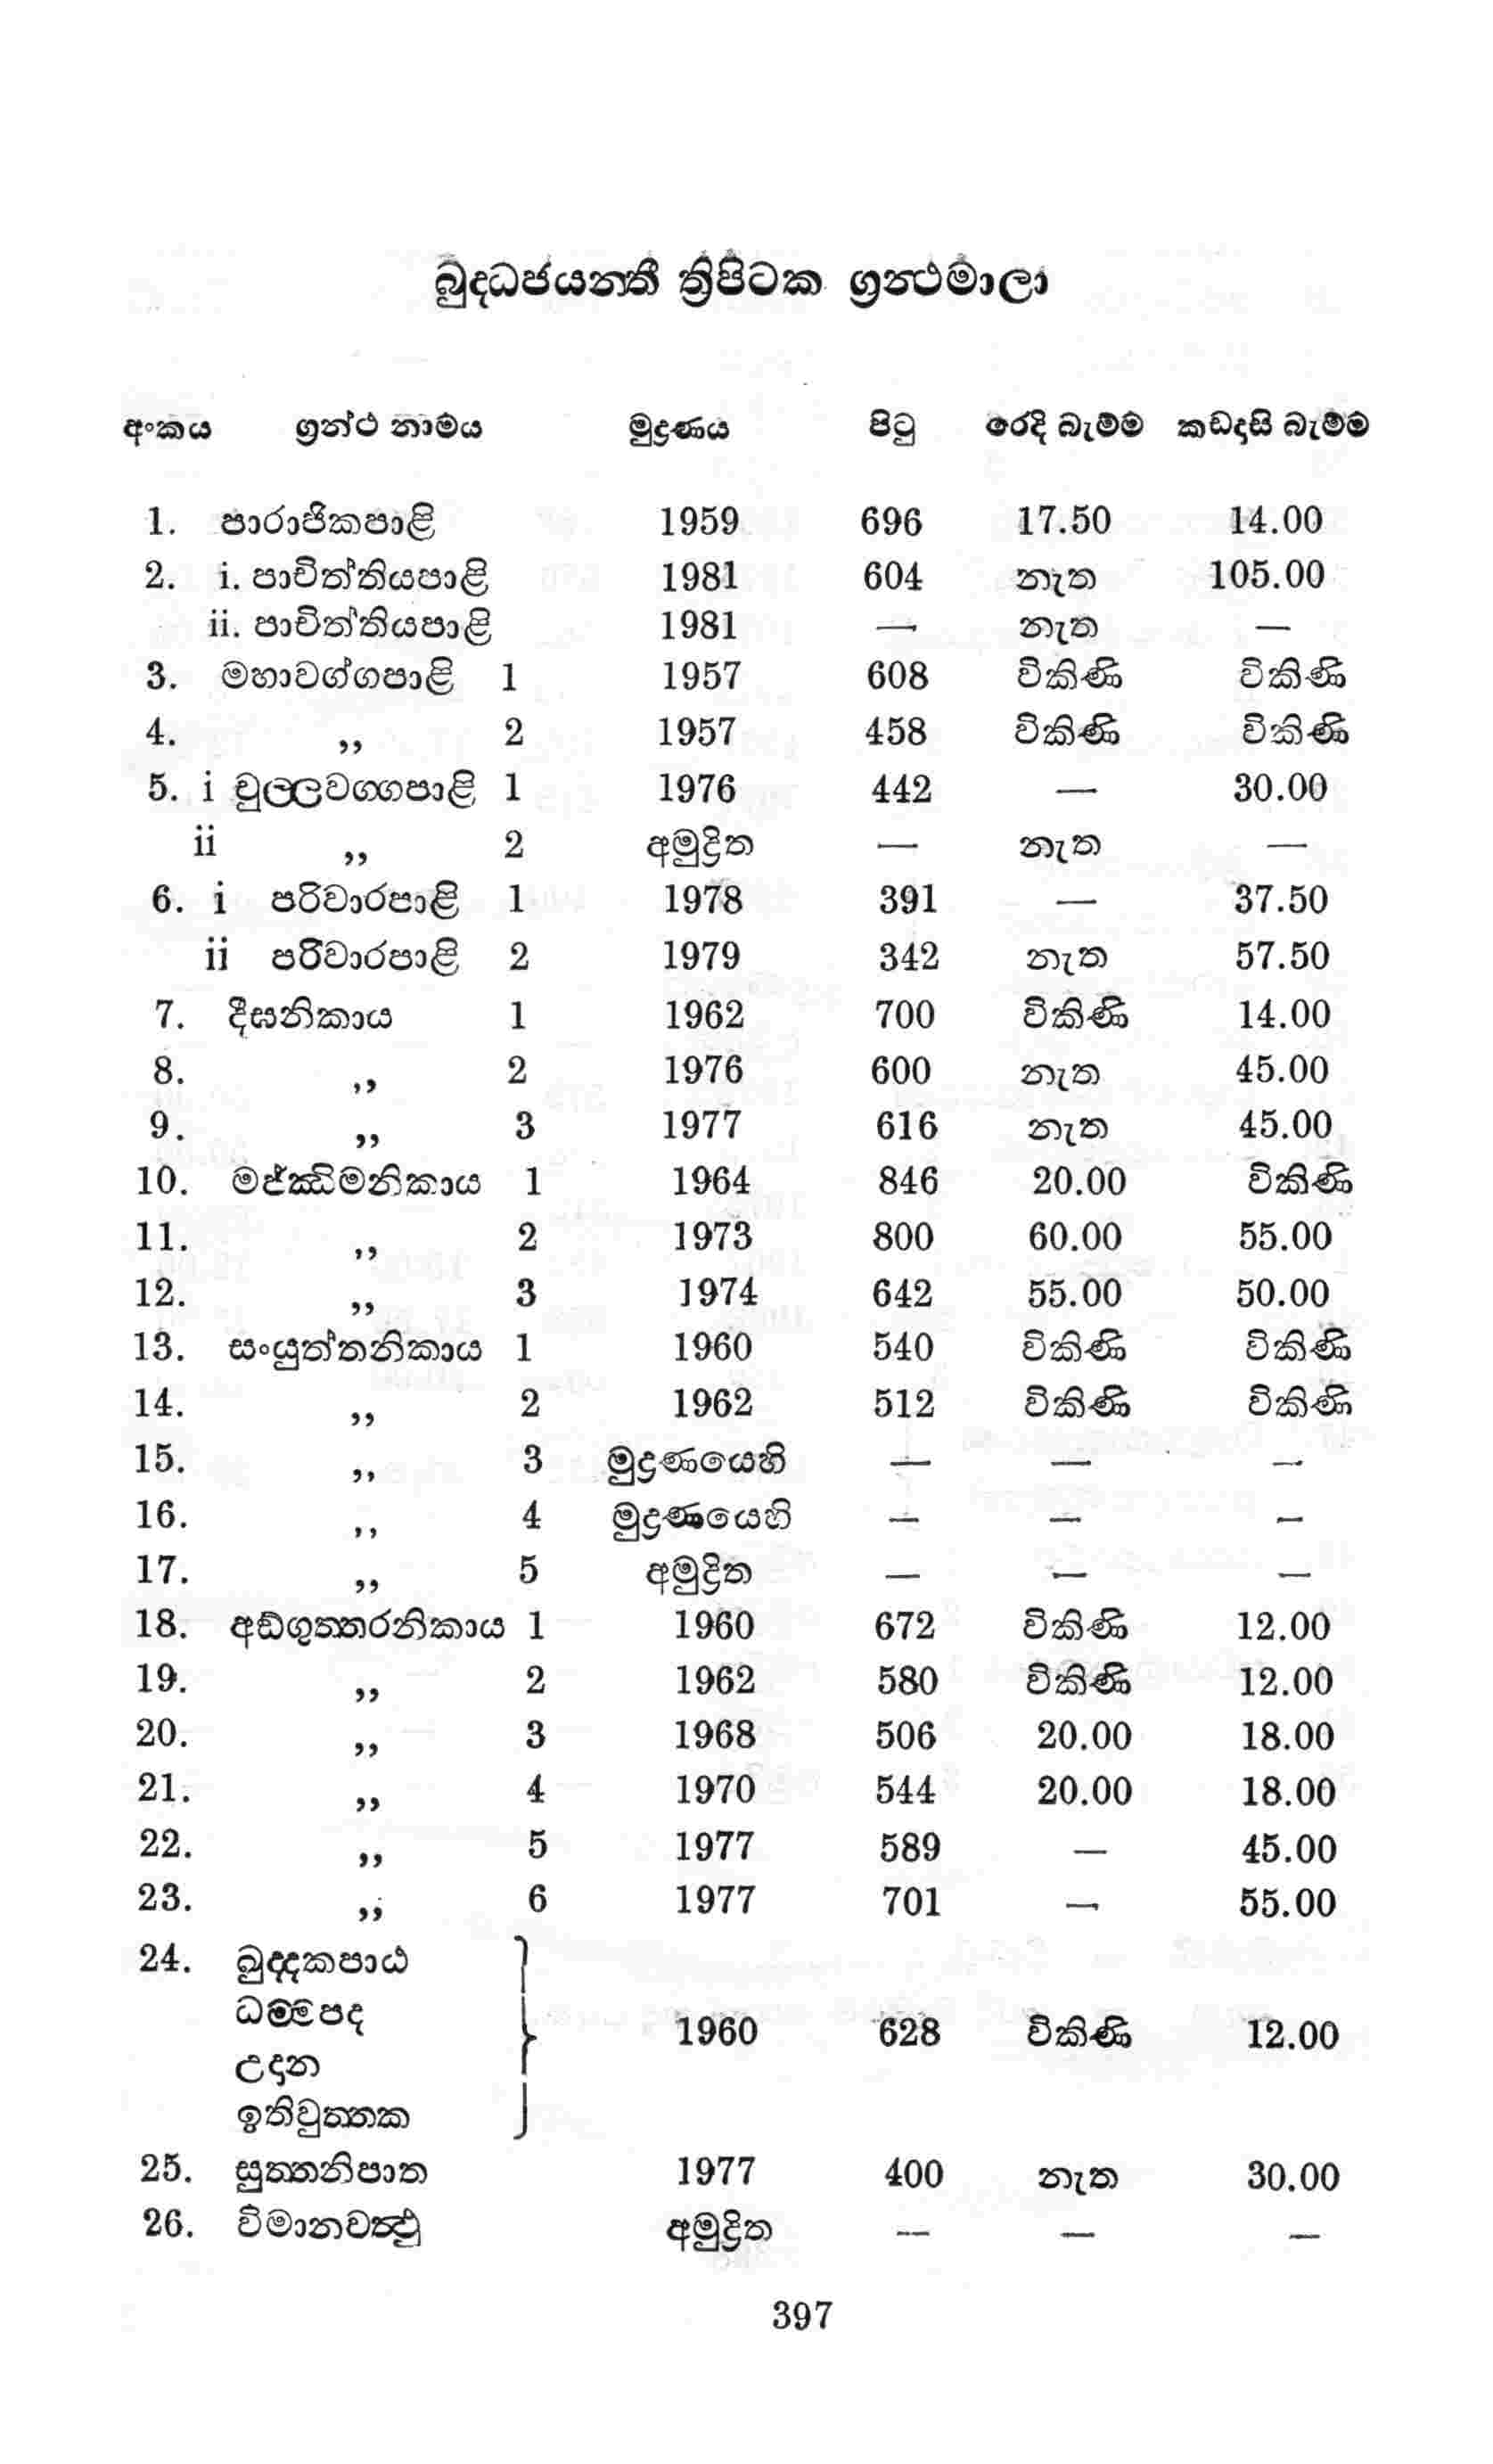 බුද්ධජයන්ති ත්‍රිපිටක ග්‍රන්ථමාලා
අංකය ග්‍රන්ථ නාමය මුද්‍රණය පිටු රෙදි බැම්ම කඩදාසි බැම්ම
1. පාරාජිකපාළි 1959 696 17.50 14.00
2. i. පාචිත්තියපාළි 1981 604 නැත 105.00
ii. පාචිත්තියපාළි 1981 — නැත —
3. මහාවග්ගපාළි 1 1957 608 විකිණි විකිණි
4. ,, 2 1957 458 විකිණි විකිණි
5. i චුල්ලවග්ගපාළි 1 1976 442 — 30.00
ii ,, 2 අමුද්‍රිත — නැත —
6. i පරිවාරපාළි 1 1978 391 — 37.50
ii පරිවාරපාළි 2 1979 342 නැත 57.50
7. දීඝනිකාය 1 1962 700 විකිණි 14.00
8. ,, 2 1976 600 නැත 45.00
9. ,, 3 1977 616 නැත 45.00
10. මජ්ඣිමනිකාය 1 1964 846 20.00 විකිණි
11. ,, 2 1973 800 60.00 55.00
12. ,, 3 1974 642 55.00 50.00
13. සංයුත්තනිකාය 1 1960 540 විකිණි විකිණි
14. ,, 2 1962 512 විකිණි විකිණි
15. ,, 3 මුද්‍රණයෙහි — — —
16. ,, 4 මුද්‍රණයෙහි — — —
17. ,, 5 අමුද්‍රිත — — —
18. අඞ්ගුත්තරනිකාය 1 1960 672 විකිණි 12.00
19. ,, 2 1962 580 විකිණි 12.00
20. ,, 3 1968 506 20.00 18.00
21. ,, 4 1970 544 20.00 18.00
22. ,, 5 1977 589 — 45.00
23. ,, 6 1977 701 — 55.00
24. ඛුද්දකපාඨ
ධම්මපද
1960 628 විකිණි 12.00
උදාන
ඉතිවුත්තක
25. සුත්තනිපාත 1977 400 නැත 30.00
26. විමානවත්ථු අමුද්‍රිත — — —
397